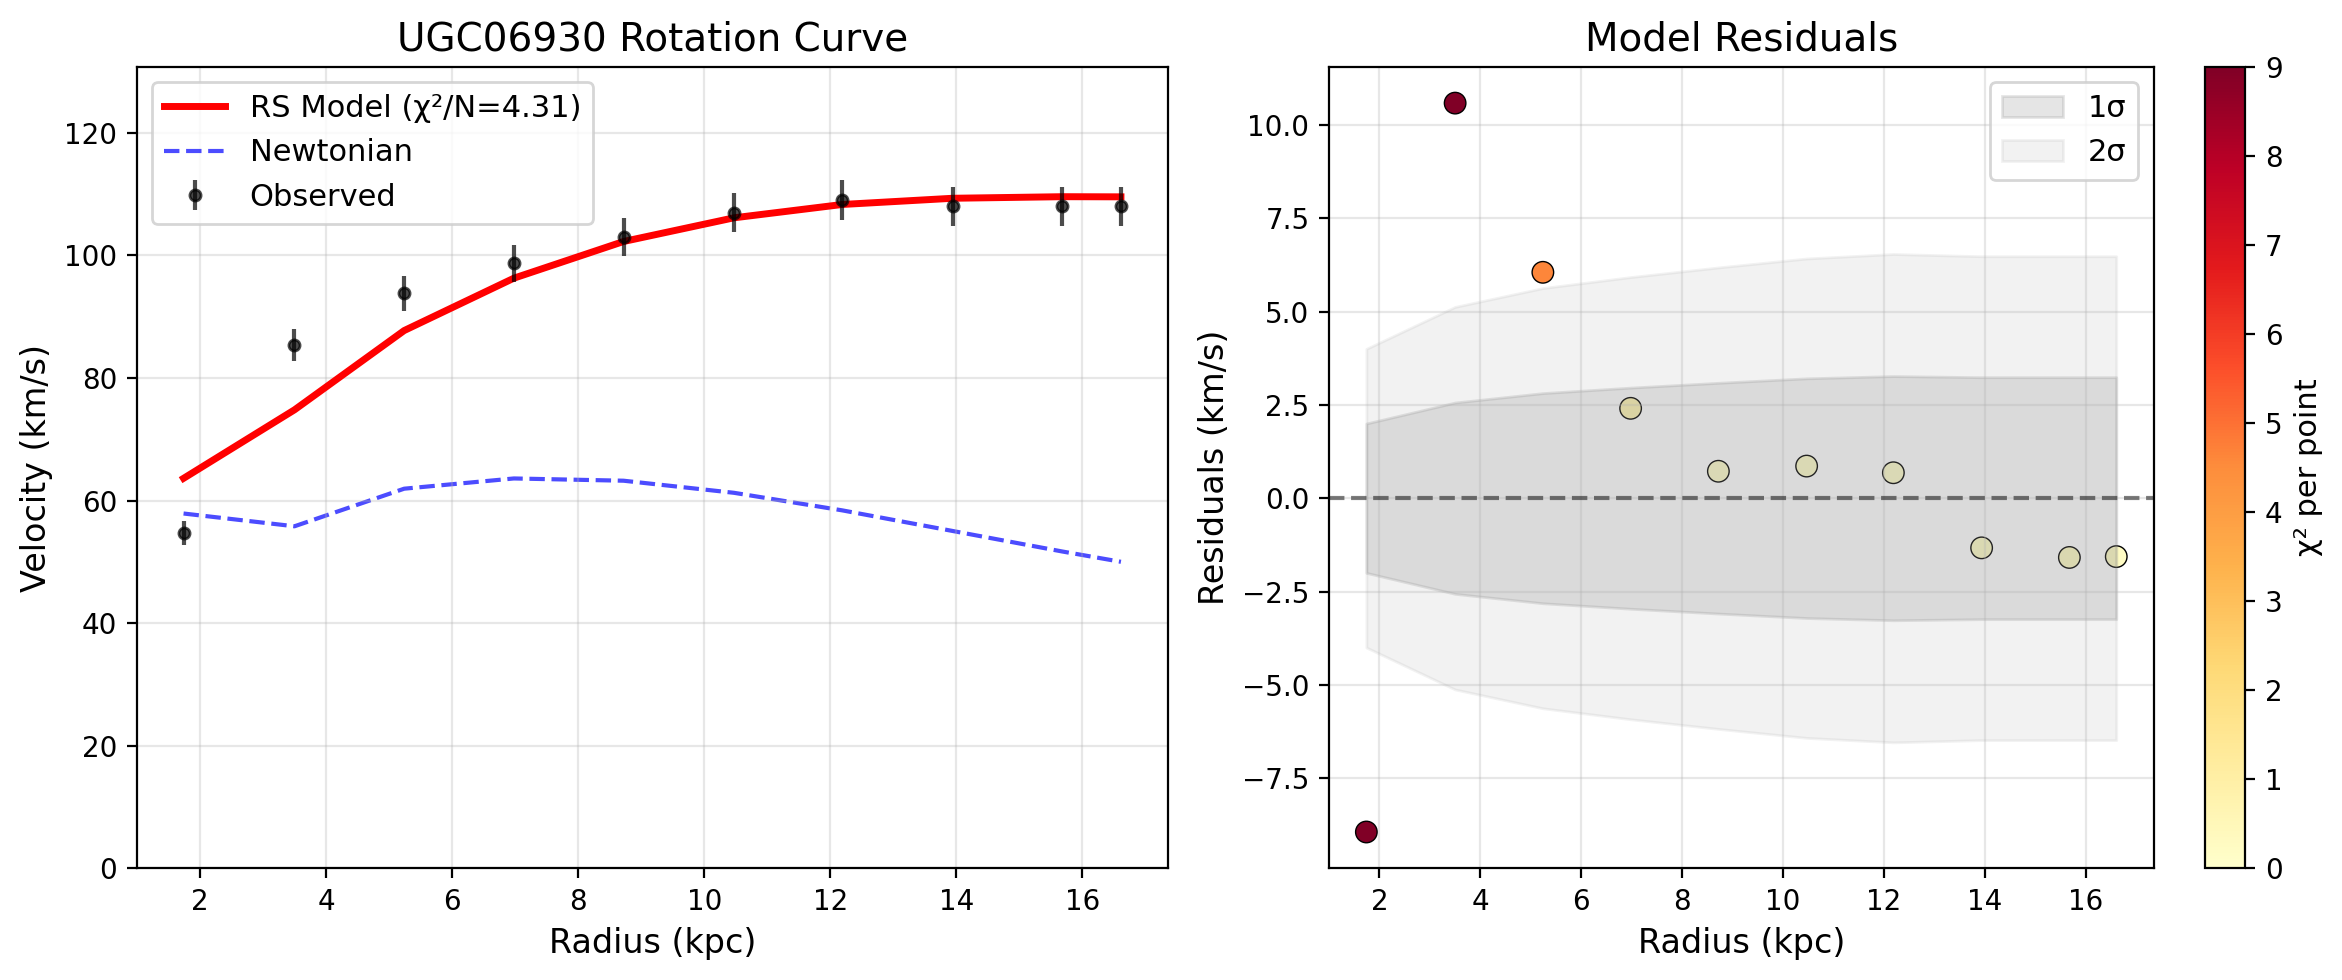 UGC06930 Rotation Curve
RS Model (χ²/N=4.31)
Newtonian
Observed
Velocity (km/s)
120
100
80
60
40
20
0
2 4 6 8 10 12 14 16
Radius (kpc)
Model Residuals
1σ
2σ
Residuals (km/s)
10.0
7.5
5.0
2.5
0.0
−2.5
−5.0
−7.5
2 4 6 8 10 12 14 16
Radius (kpc)
9
8
7
6
5
4
3
2
1
0
χ² per point